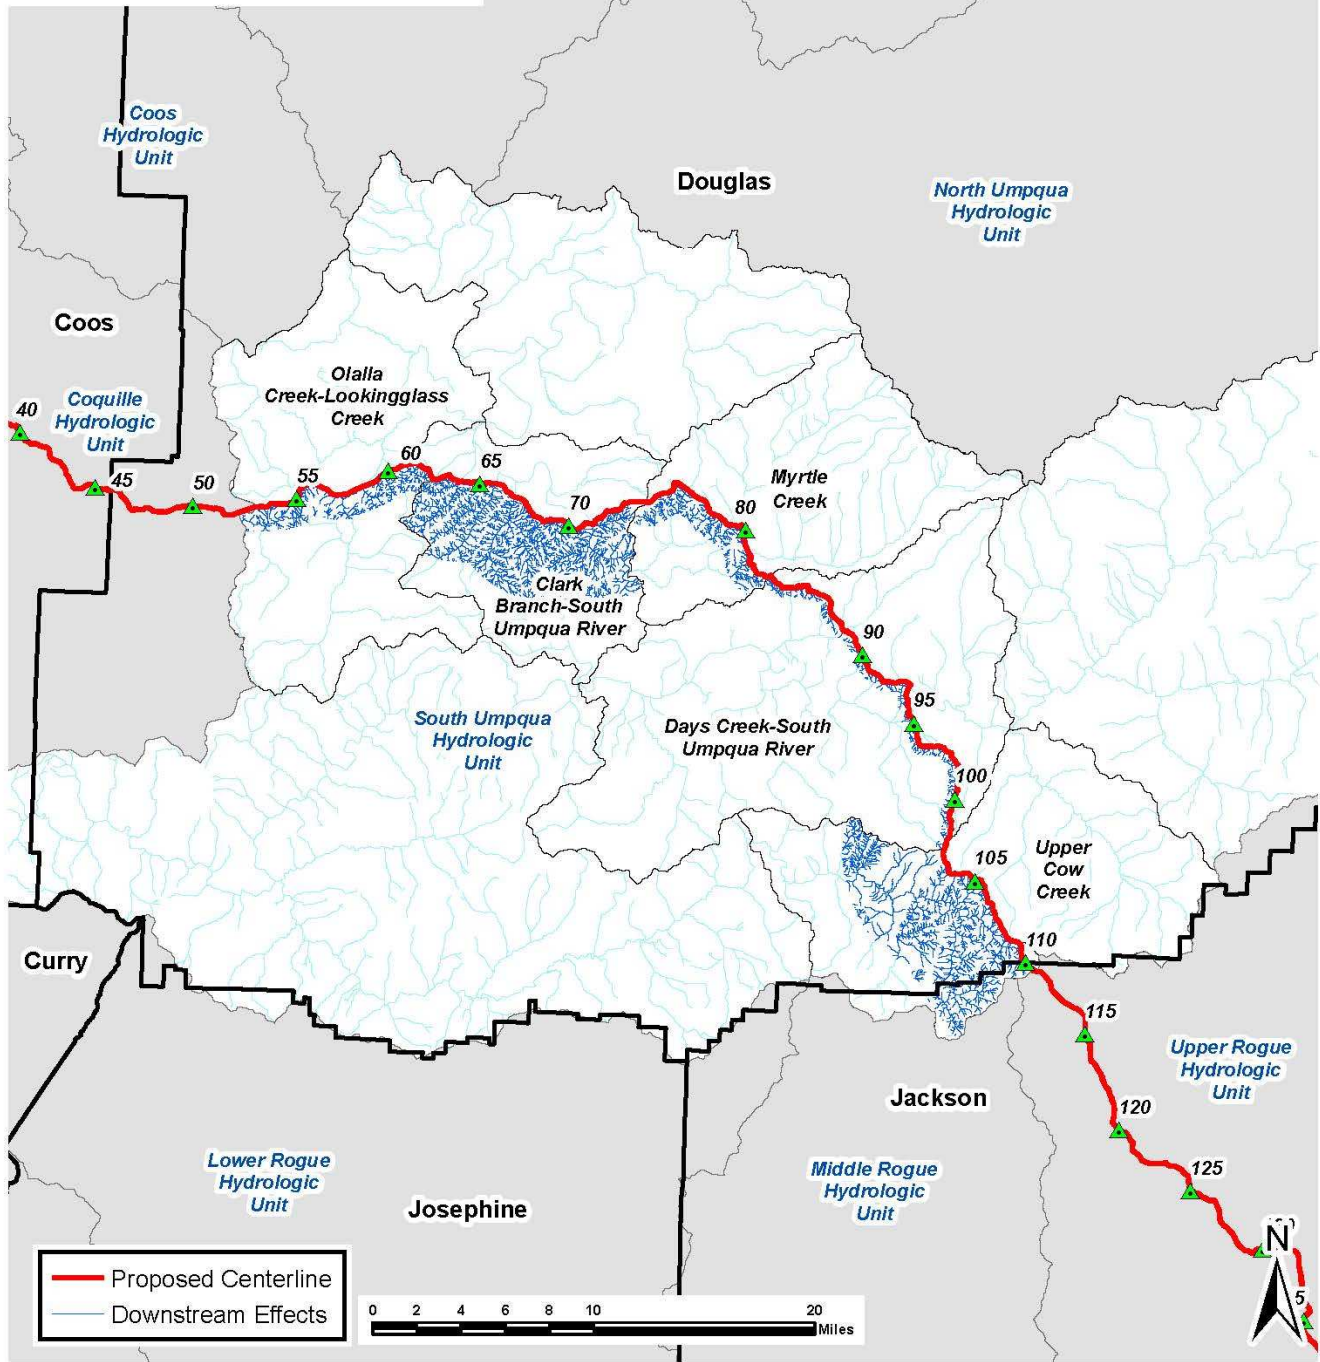 Coos
Hydrologic
Unit
Douglas
North Umpqua
Hydrologic
Unit
Coos
Olalla
Creek-Lookingglass
Creek
Coquille
Hydrologic
Unit
40
45
50
55
60
65
70
80
Myrtle
Creek
Clark
Branch-South
Umpqua River
90
95
South Umpqua
Hydrologic
Unit
Days Creek-South
Umpqua River
100
105
Upper
Cow
Creek
110
Curry
115
Upper Rogue
Hydrologic
Unit
Jackson
120
125
Lower Rogue
Hydrologic
Unit
Middle Rogue
Hydrologic
Unit
Josephine
N
5
Proposed Centerline
Downstream Effects
0 2 4 6 8 10 20
Miles